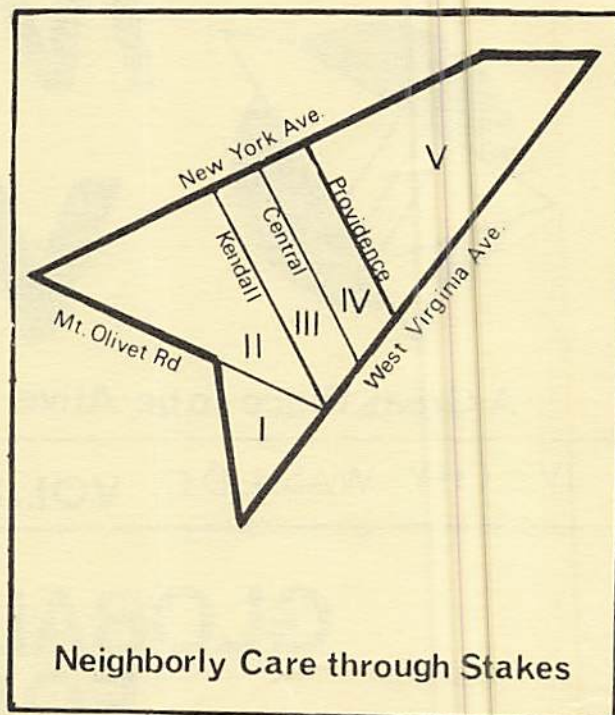 New York Ave.
Providence
V
Central
Kendall
IV
West Virginia Ave.
III
II
Mt. Olivet Rd
I
Neighborly Care through Stakes